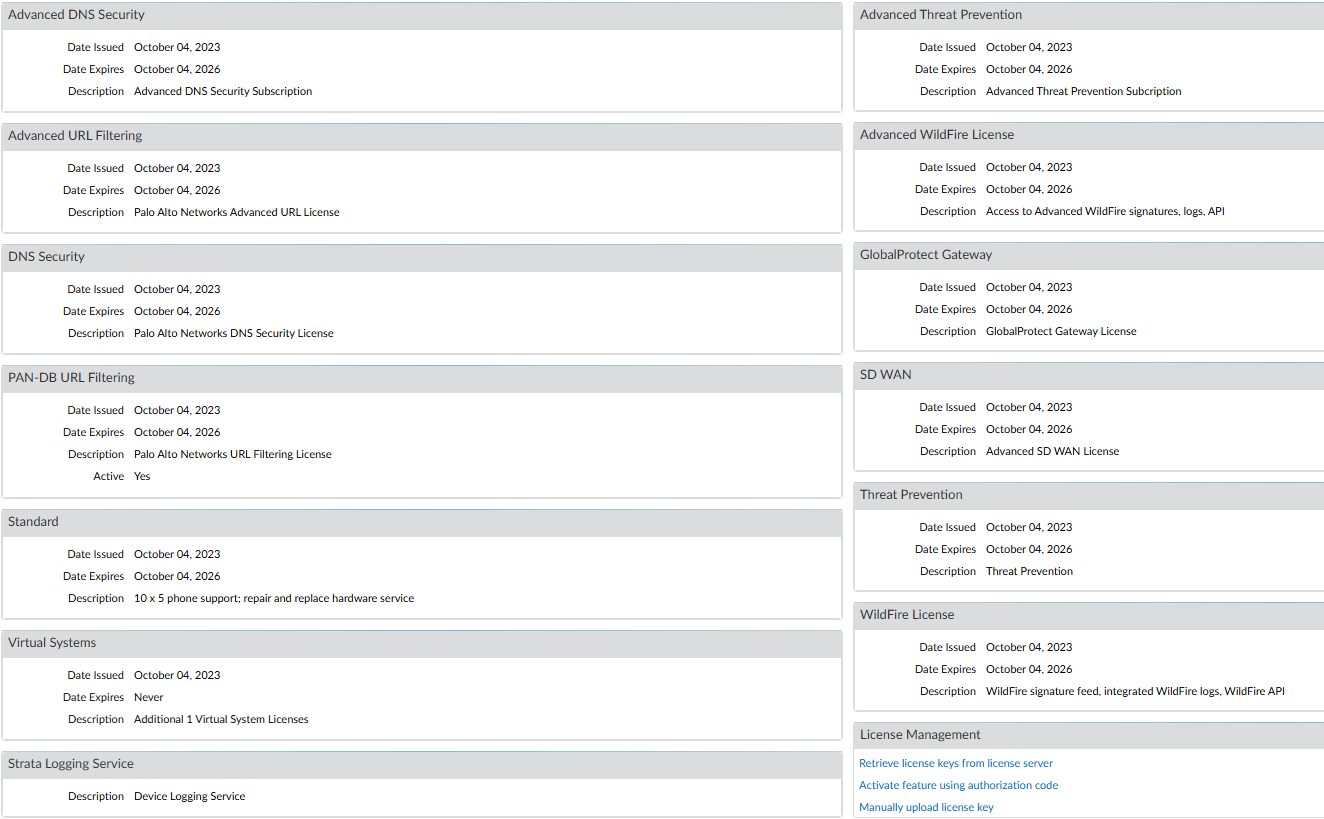 Advanced DNS Security
Date Issued October 04, 2023
Date Expires October 04, 2026
Description Advanced DNS Security Subscription
Advanced URL Filtering
Date Issued October 04, 2023
Date Expires October 04, 2026
Description Palo Alto Networks Advanced URL License
DNS Security
Date Issued October 04, 2023
Date Expires October 04, 2026
Description Palo Alto Networks DNS Security License
PAN-DB URL Filtering
Date Issued October 04, 2023
Date Expires October 04, 2026
Description Palo Alto Networks URL Filtering License
Active Yes
Standard
Date Issued October 04, 2023
Date Expires October 04, 2026
Description 10 x 5 phone support; repair and replace hardware service
Virtual Systems
Date Issued October 04, 2023
Date Expires Never
Description Additional 1 Virtual System Licenses
Strata Logging Service
Description Device Logging Service
Advanced Threat Prevention
Date Issued October 04, 2023
Date Expires October 04, 2026
Description Advanced Threat Prevention Subcription
Advanced WildFire License
Date Issued October 04, 2023
Date Expires October 04, 2026
Description Access to Advanced WildFire signatures, logs, API
GlobalProtect Gateway
Date Issued October 04, 2023
Date Expires October 04, 2026
Description GlobalProtect Gateway License
SD WAN
Date Issued October 04, 2023
Date Expires October 04, 2026
Description Advanced SD WAN License
Threat Prevention
Date Issued October 04, 2023
Date Expires October 04, 2026
Description Threat Prevention
WildFire License
Date Issued October 04, 2023
Date Expires October 04, 2026
Description WildFire signature feed, integrated WildFire logs, WildFire API
License Management
Retrieve license keys from license server
Activate feature using authorization code
Manually upload license key